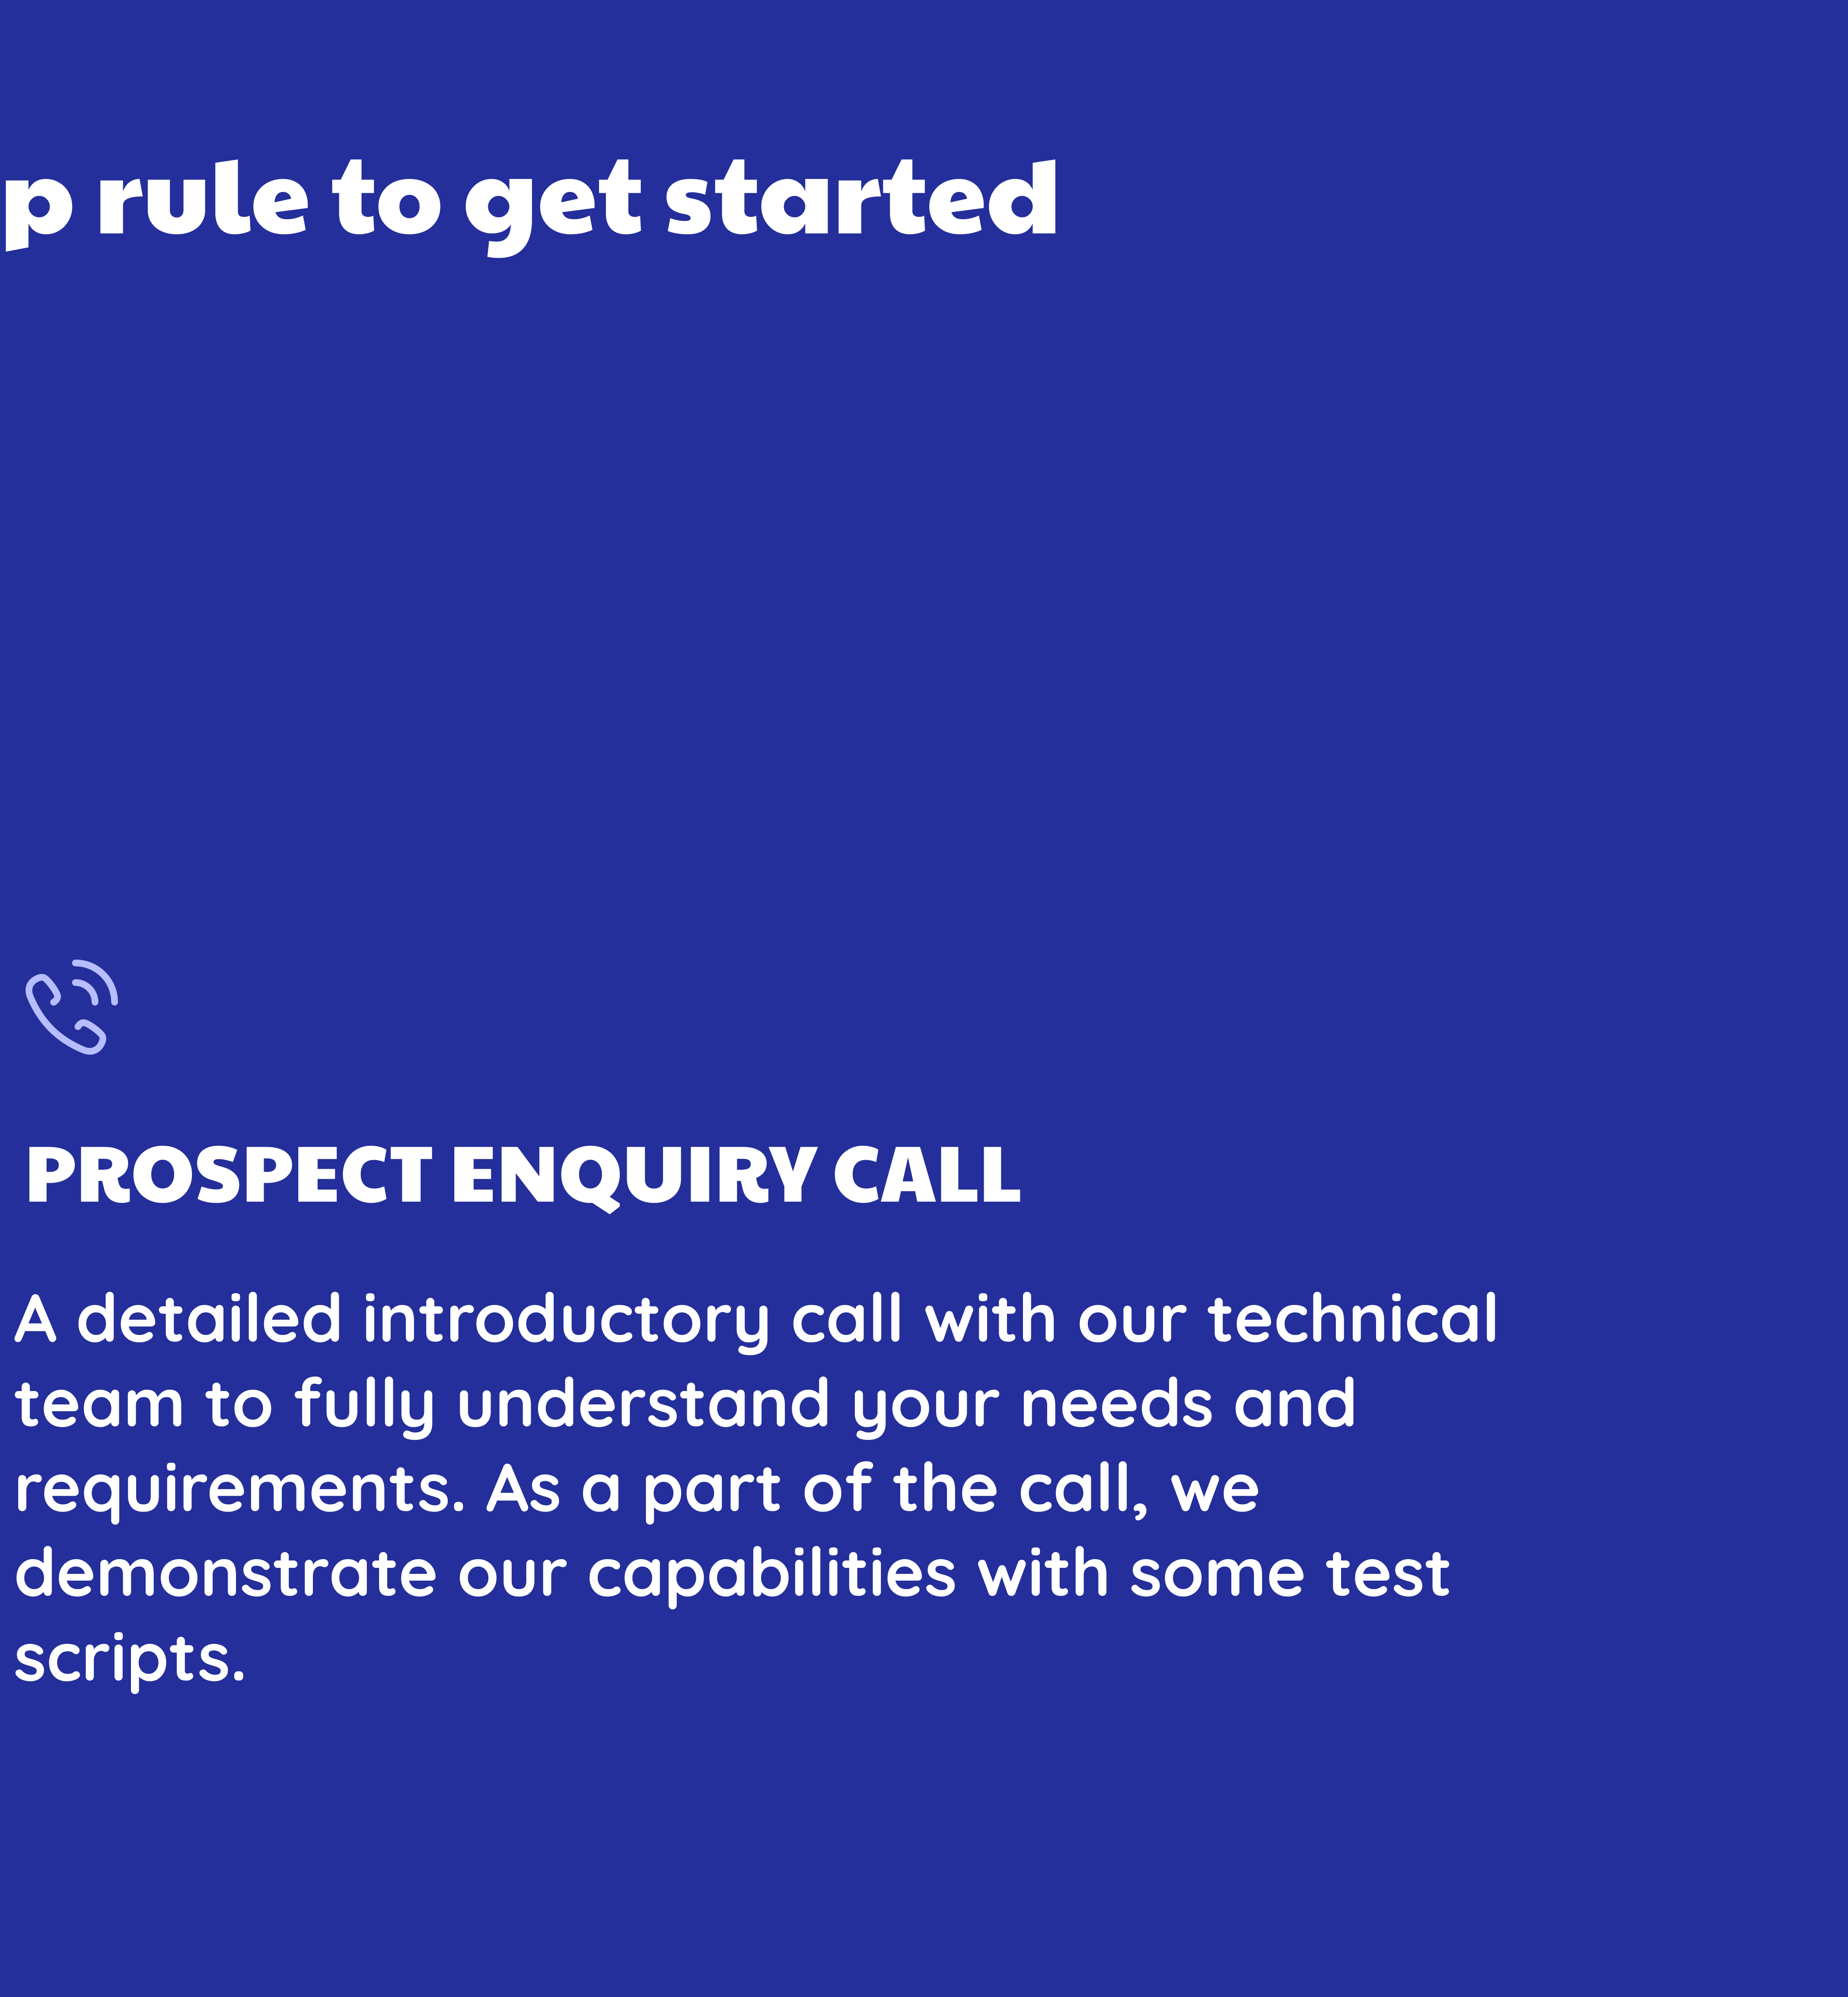 p rule to get started
PROSPECT ENQUIRY CALL
A detailed introductory call with our technical
team to fully understand your needs and
requirements. As a part of the call, we
demonstrate our capabilities with some test
scripts.